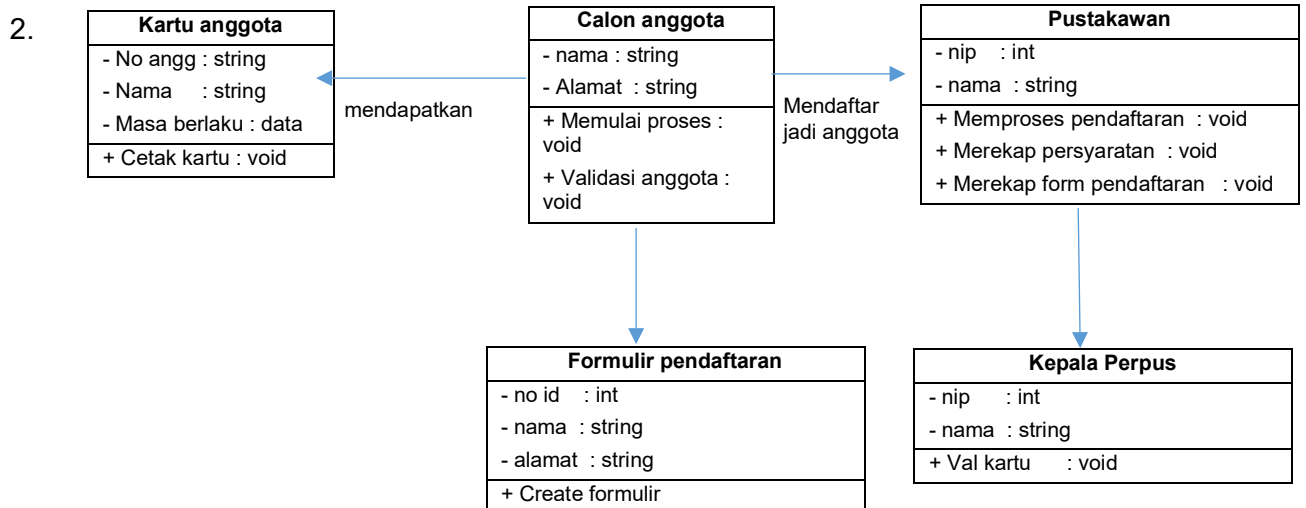 2.
Kartu anggota
- No angg : string
- Nama : string
- Masa berlaku : data
+ Cetak kartu : void
mendapatkan
Calon anggota
- nama : string
- Alamat : string
+ Memulai proses :
void
+ Validasi anggota :
void
Mendaftar
jadi anggota
Pustakawan
- nip : int
- nama : string
+ Memproses pendaftaran : void
+ Merekap persyaratan : void
+ Merekap form pendaftaran : void
Formulir pendaftaran
- no id : int
- nama : string
- alamat : string
+ Create formulir
Kepala Perpus
- nip : int
- nama : string
+ Val kartu : void